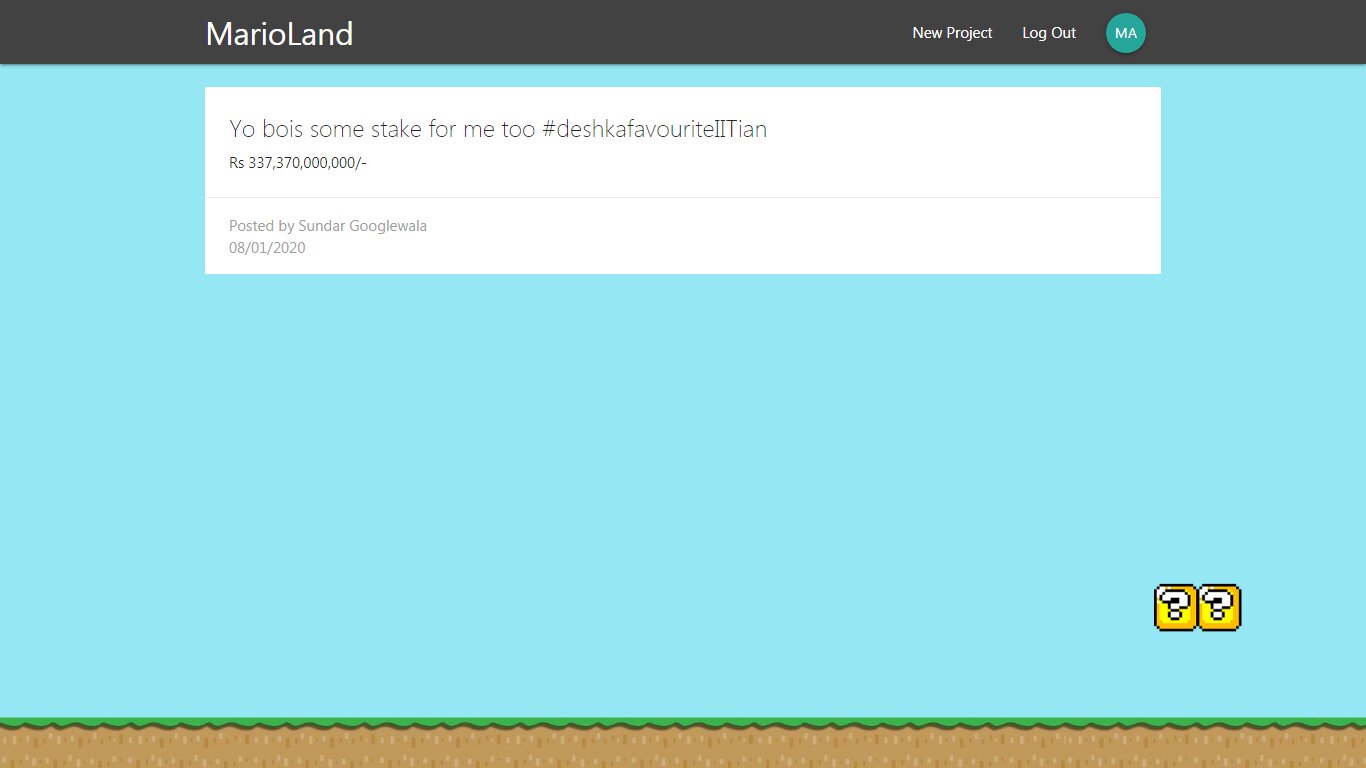 MarioLand
New Project
Log Out
MA
Yo bois some stake for me too #deshkafavouriteIITian
Rs 337,370,000,000/-
Posted by Sundar Googlewala
08/01/2020
? ?